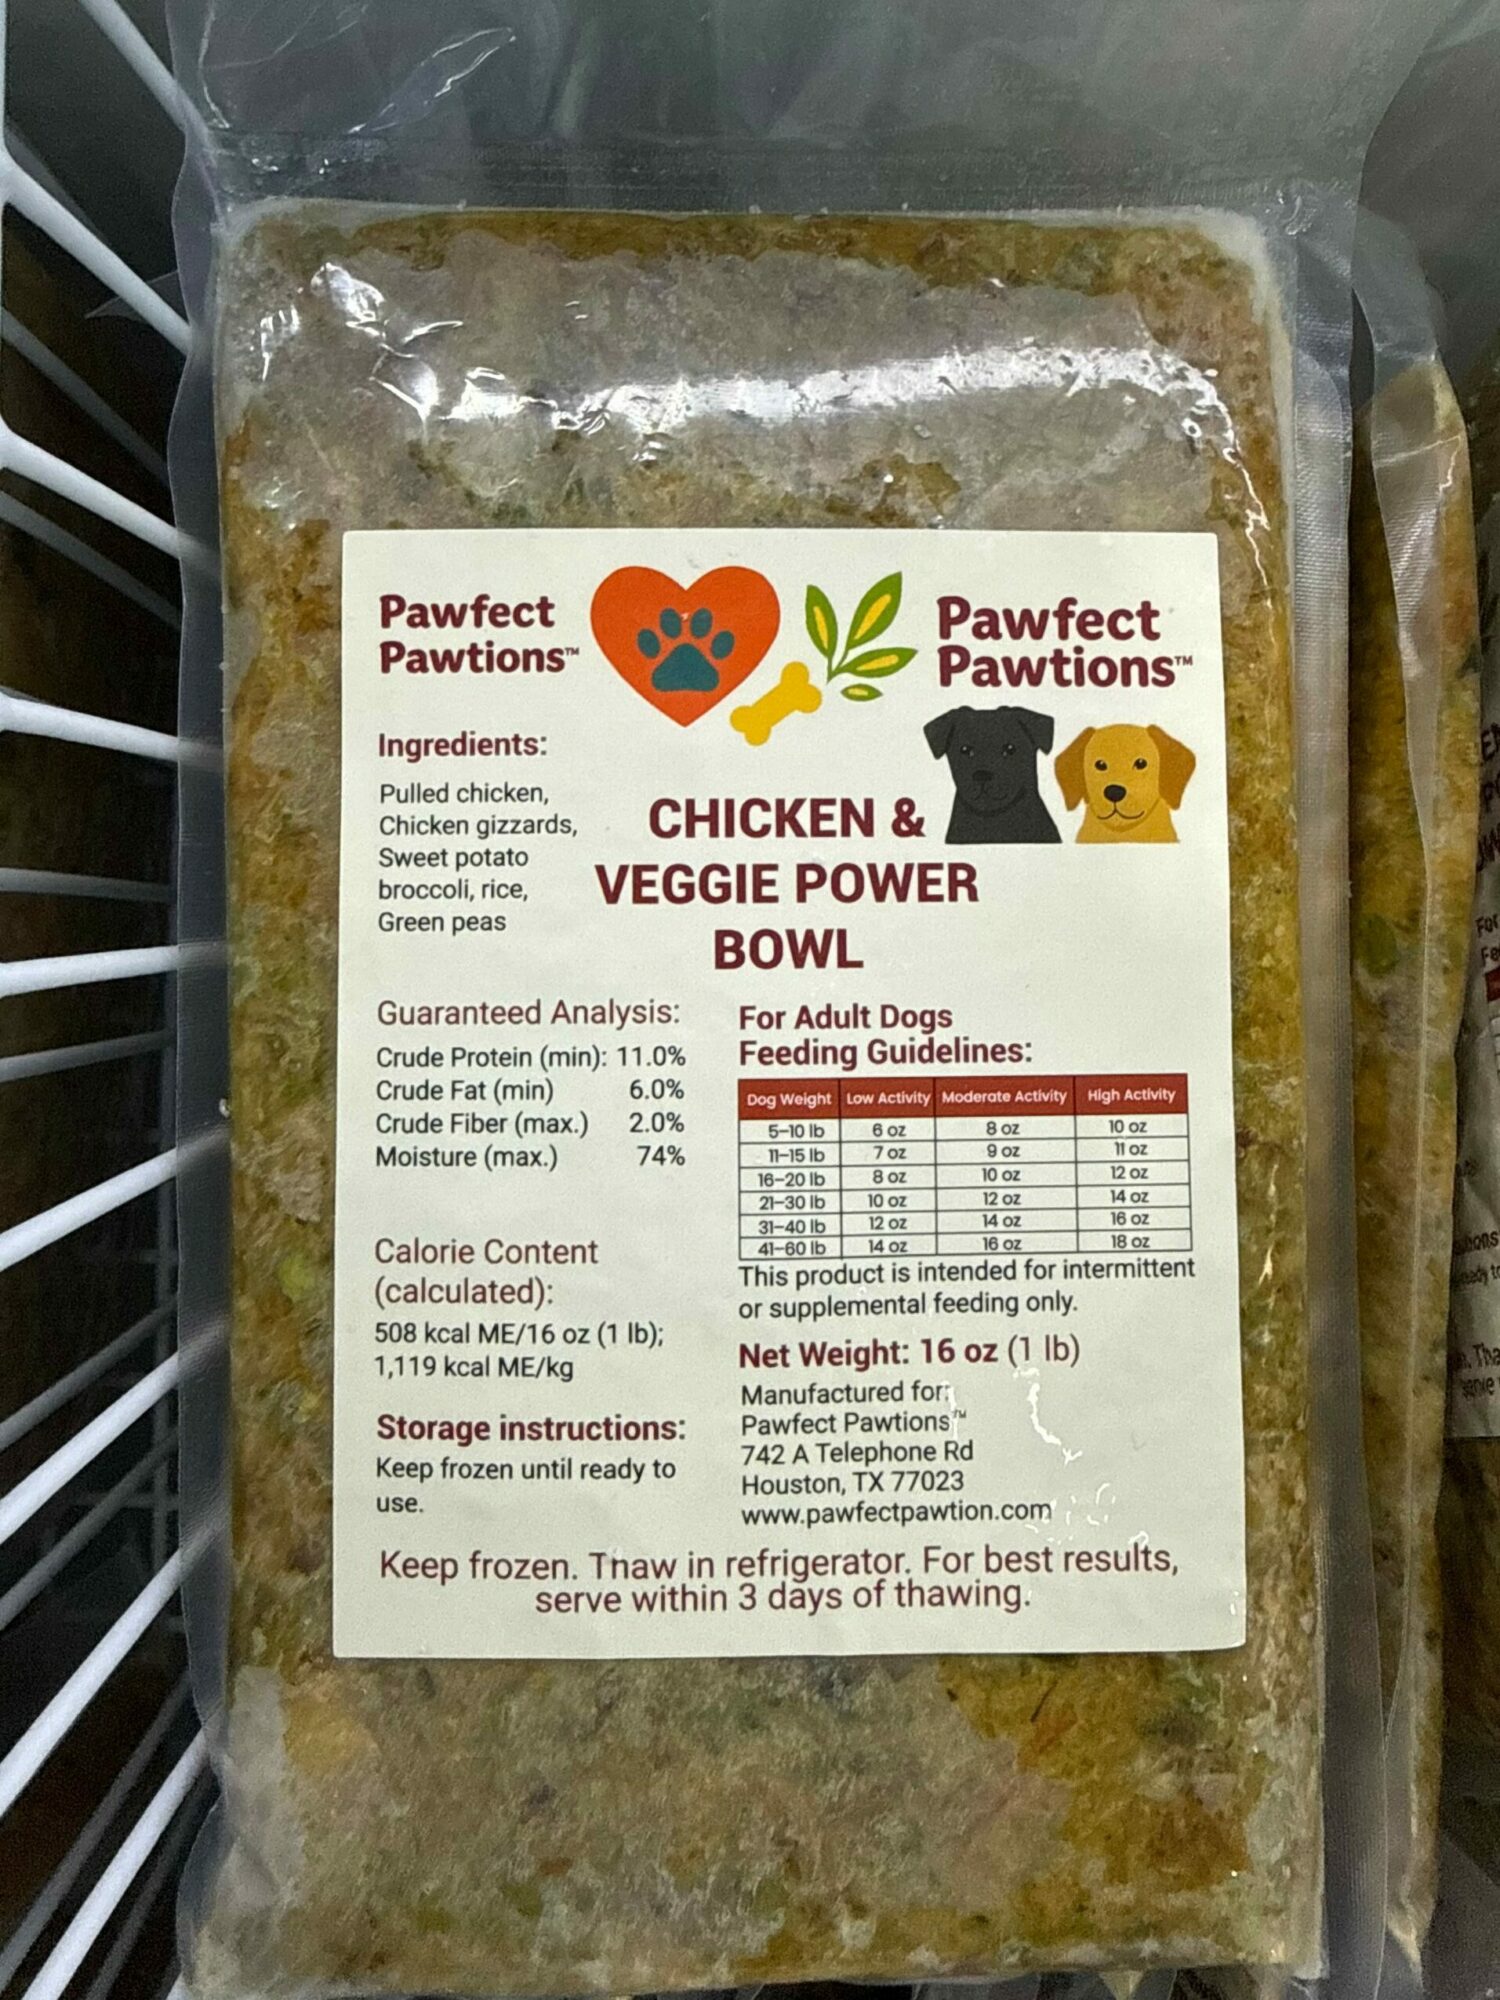 Pawfect
Pawtions™
Pawfect
Pawtions™
Ingredients:
Pulled chicken,
Chicken gizzards,
Sweet potato
broccoli, rice,
Green peas
CHICKEN &
VEGGIE POWER
BOWL
Guaranteed Analysis:
Crude Protein (min): 11.0%
Crude Fat (min) 6.0%
Crude Fiber (max.) 2.0%
Moisture (max.) 74%
Calorie Content
(calculated):
508 kcal ME/16 oz (1 lb);
1,119 kcal ME/kg
Storage instructions:
Keep frozen until ready to
use.
For Adult Dogs
Feeding Guidelines:
Dog Weight Low Activity Moderate Activity High Activity
5–10 lb 6 oz 8 oz 10 oz
11–15 lb 7 oz 9 oz 11 oz
16–20 lb 8 oz 10 oz 12 oz
21–30 lb 10 oz 12 oz 14 oz
31–40 lb 12 oz 14 oz 16 oz
41–60 lb 14 oz 16 oz 18 oz
This product is intended for intermittent
or supplemental feeding only.
Net Weight: 16 oz (1 lb)
Manufactured for:
Pawfect Pawtions™
742 A Telephone Rd
Houston, TX 77023
www.pawfectpawtion.com
Keep frozen. Thaw in refrigerator. For best results,
serve within 3 days of thawing.